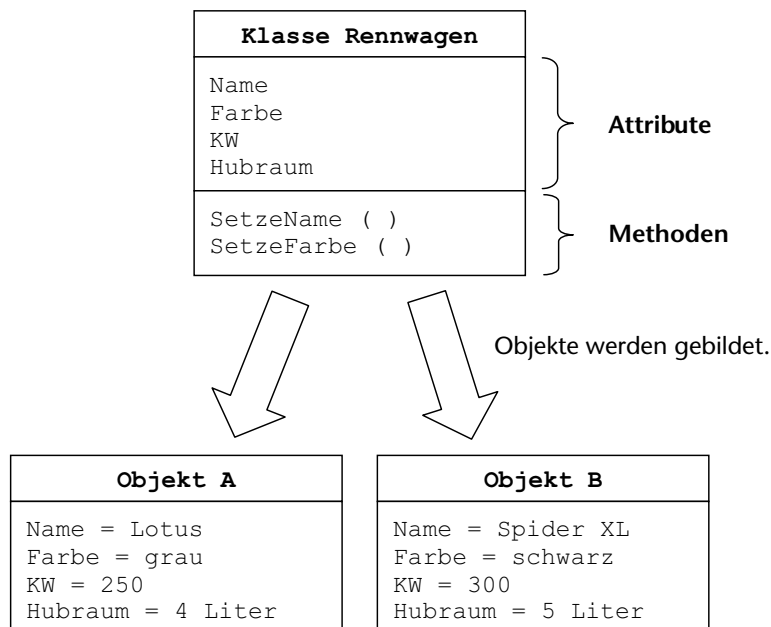 Klasse Rennwagen
Name
Farbe
KW
Hubraum
Attribute
SetzeName ( )
SetzeFarbe ( )
Methoden
Objekte werden gebildet.
Objekt A
Name = Lotus
Farbe = grau
KW = 250
Hubraum = 4 Liter
Objekt B
Name = Spider XL
Farbe = schwarz
KW = 300
Hubraum = 5 Liter